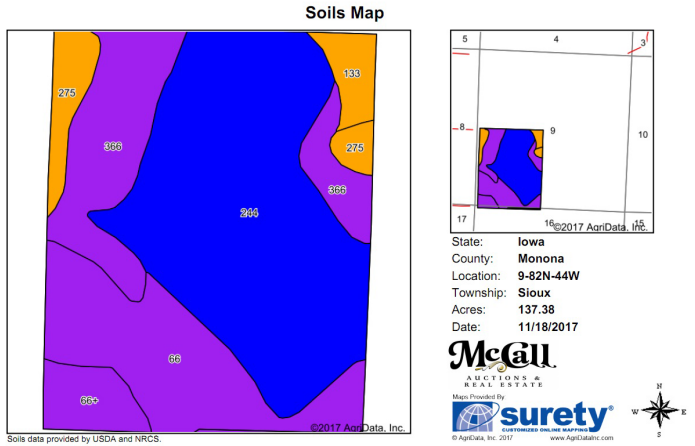 Soils Map
275
133
366
275
366
244
66
66+
©2017 AgriData, Inc.
Soils data provided by USDA and NRCS.
5
4
3
8
9
10
17
16
15
©2017 AgriData, Inc.
State: Iowa
County: Monona
Location: 9-82N-44W
Township: Sioux
Acres: 137.38
Date: 11/18/2017
McCall
AUCTIONS &
REAL ESTATE
Maps Provided By
surety®
CUSTOMIZED ONLINE MAPPING
© AgriData, Inc. 2017 www.AgriDataInc.com
N
W E
S